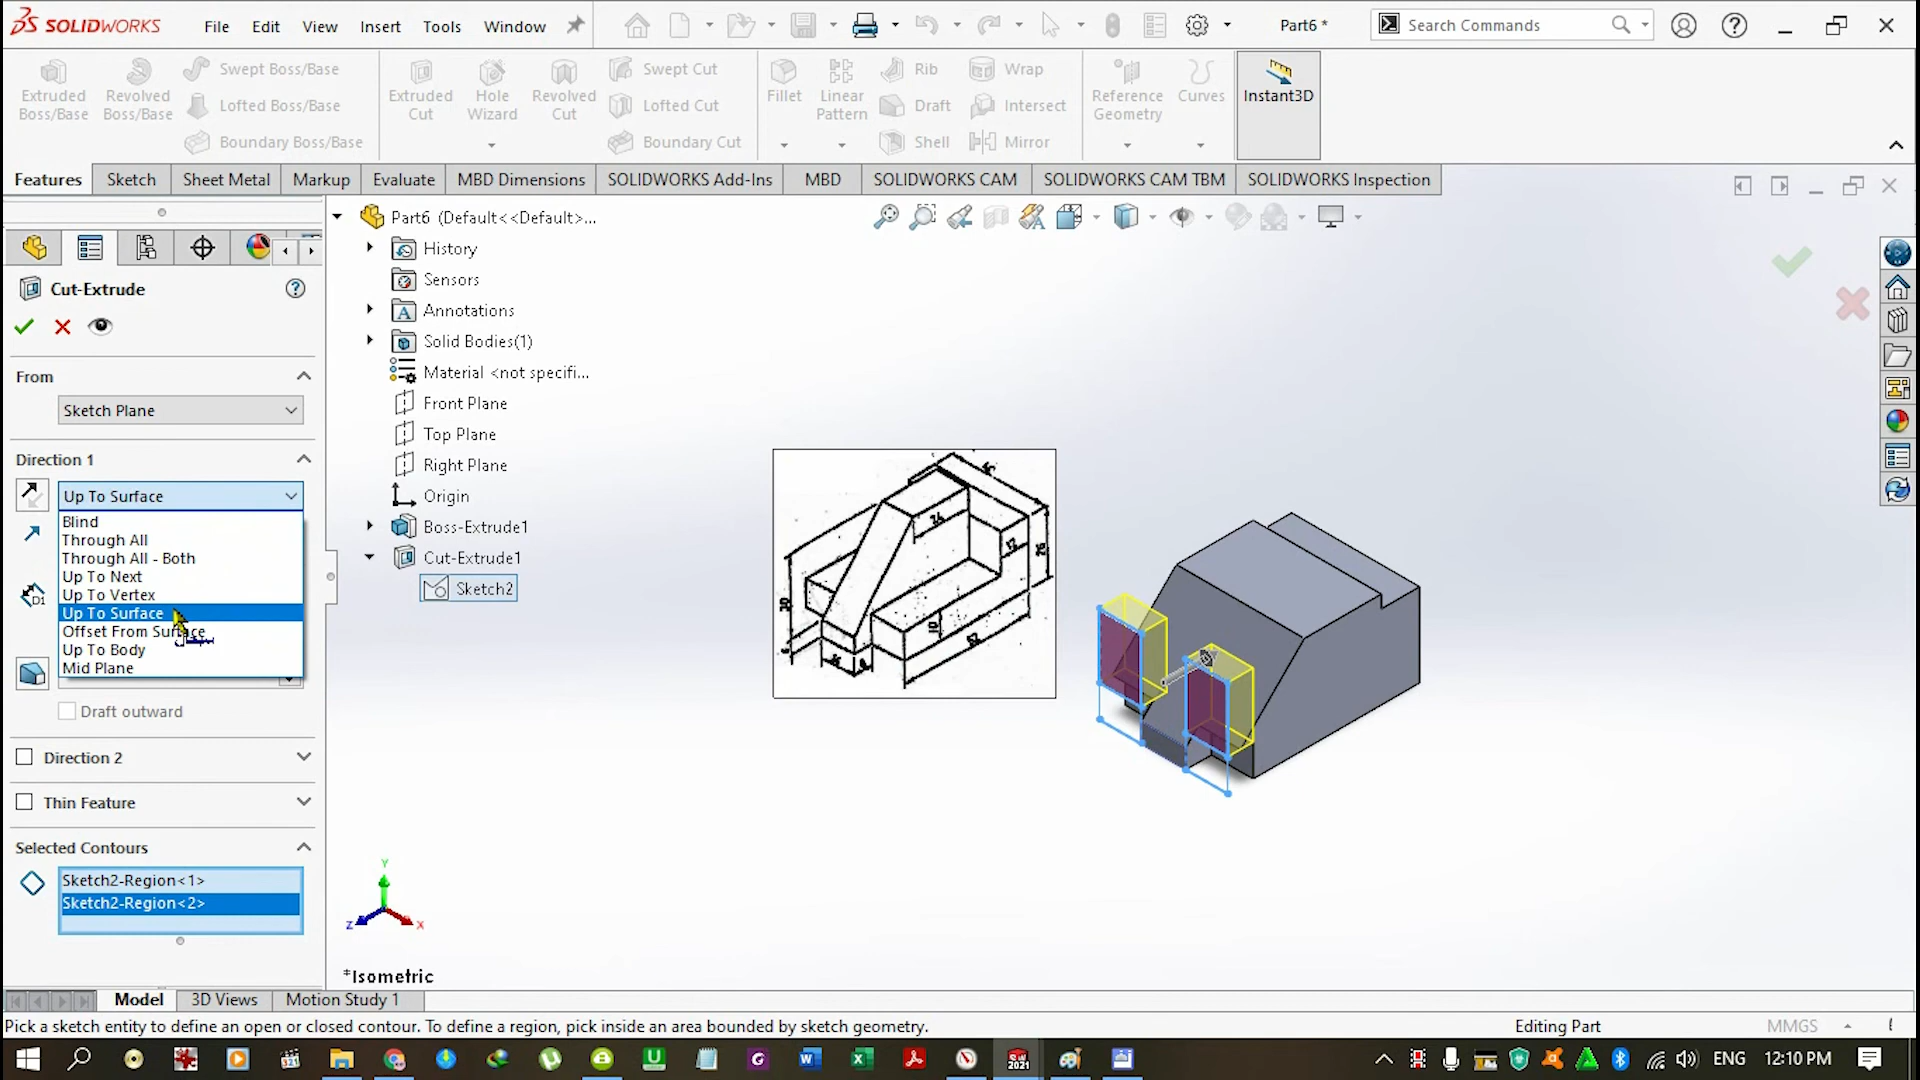 SOLIDWORKS File Edit View Insert Tools Window Part6 * Search Commands
Extruded Boss/Base Revolved Boss/Base Swept Boss/Base Lofted Boss/Base Boundary Boss/Base Extruded Cut Hole Wizard Revolved Cut Swept Cut Lofted Cut Boundary Cut Fillet Linear Pattern Rib Draft Shell Wrap Intersect Mirror Reference Geometry Curves Instant3D
Features Sketch Sheet Metal Markup Evaluate MBD Dimensions SOLIDWORKS Add-Ins MBD SOLIDWORKS CAM SOLIDWORKS CAM TBM SOLIDWORKS Inspection
Cut-Extrude
From
Sketch Plane
Direction 1
Up To Surface
Blind
Through All
Through All - Both
Up To Next
Up To Vertex
Up To Surface
Offset From Surface
Up To Body
Mid Plane
D1
Draft outward
Direction 2
Thin Feature
Selected Contours
Sketch2-Region<1>
Sketch2-Region<2>
Part6 (Default<<Default>...
History
Sensors
Annotations
Solid Bodies(1)
Material <not specifi...
Front Plane
Top Plane
Right Plane
Origin
Boss-Extrude1
Cut-Extrude1
Sketch2
Y
Z
X
*Isometric
Model 3D Views Motion Study 1
Pick a sketch entity to define an open or closed contour. To define a region, pick inside an area bounded by sketch geometry. Editing Part MMGS
ENG 12:10 PM